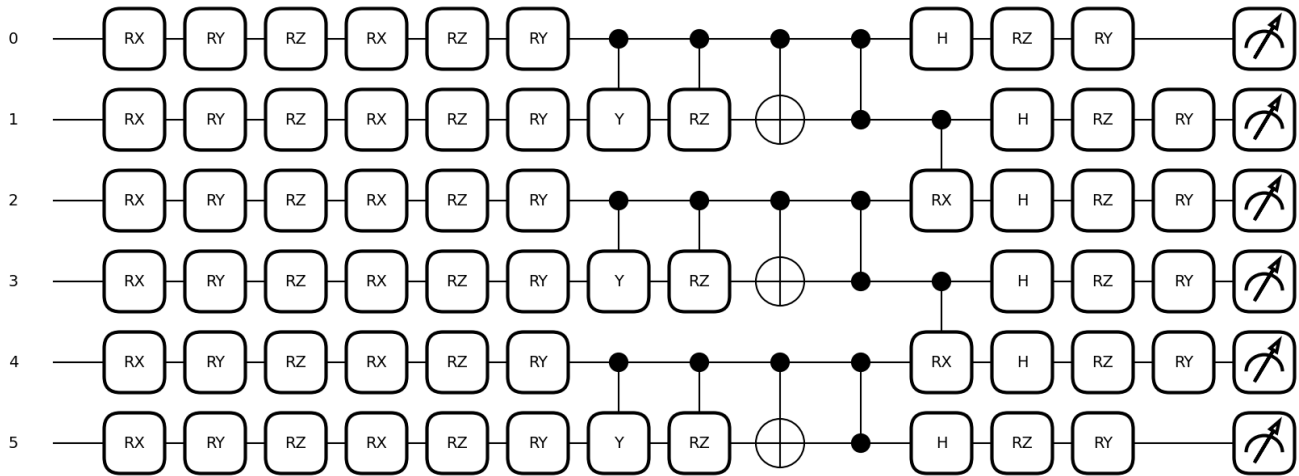 0 RX RY RZ RX RZ RY H RZ RY
1 RX RY RZ RX RZ RY Y RZ H RZ RY
2 RX RY RZ RX RZ RY RX H RZ RY
3 RX RY RZ RX RZ RY Y RZ H RZ RY
4 RX RY RZ RX RZ RY RX H RZ RY
5 RX RY RZ RX RZ RY Y RZ H RZ RY